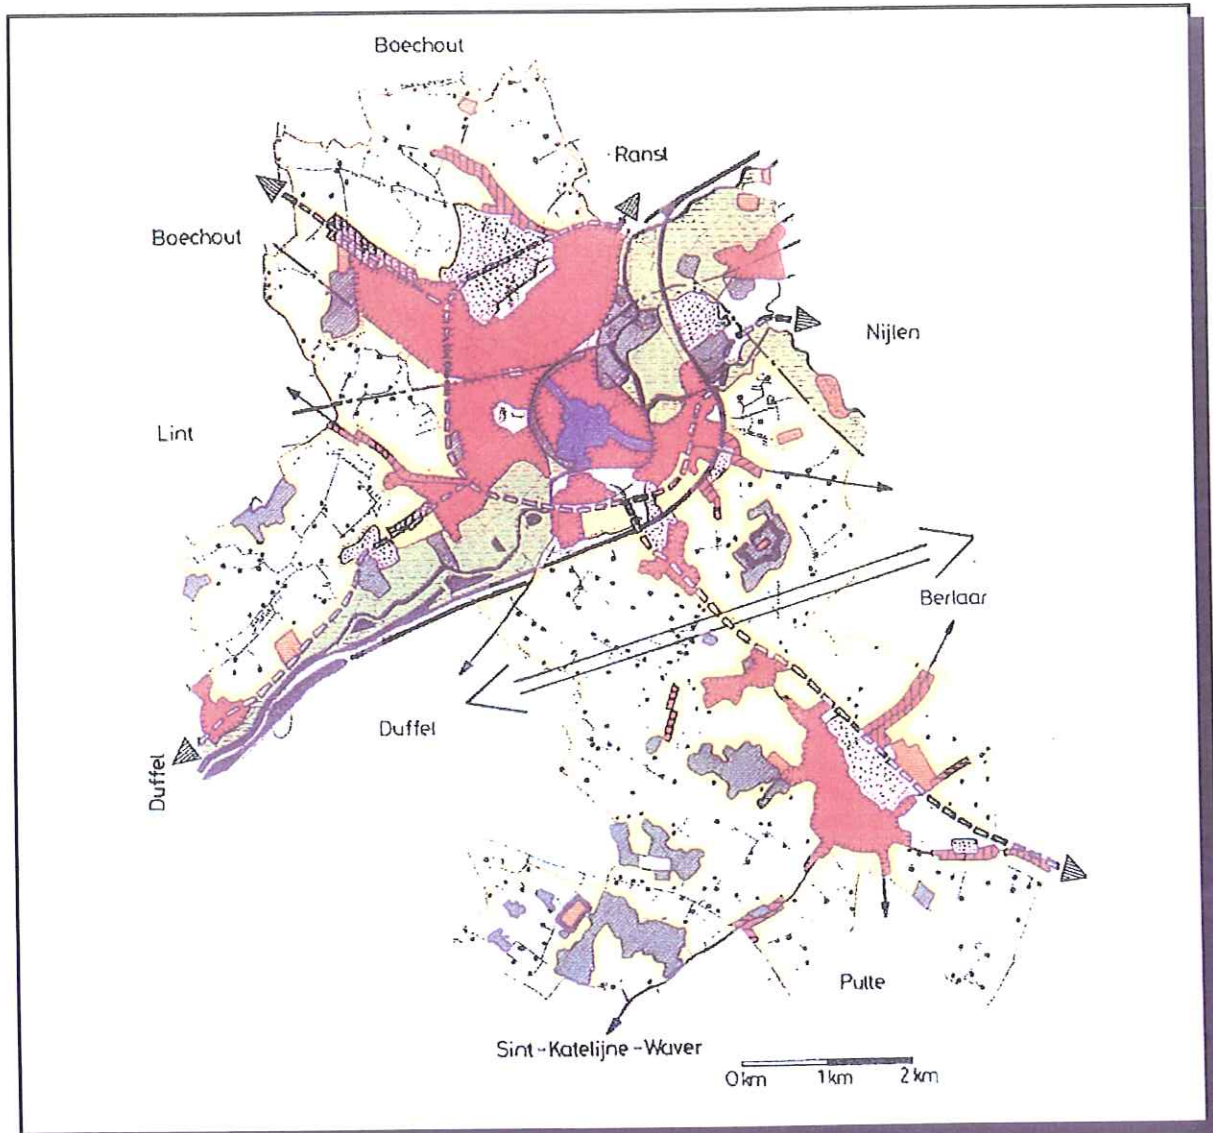 Boechout
Ranst
Boechout
Nijlen
Lint
Berlaar
Duffel
Duffel
Putte
Sint-Katelijne-Waver
0km 1km 2km